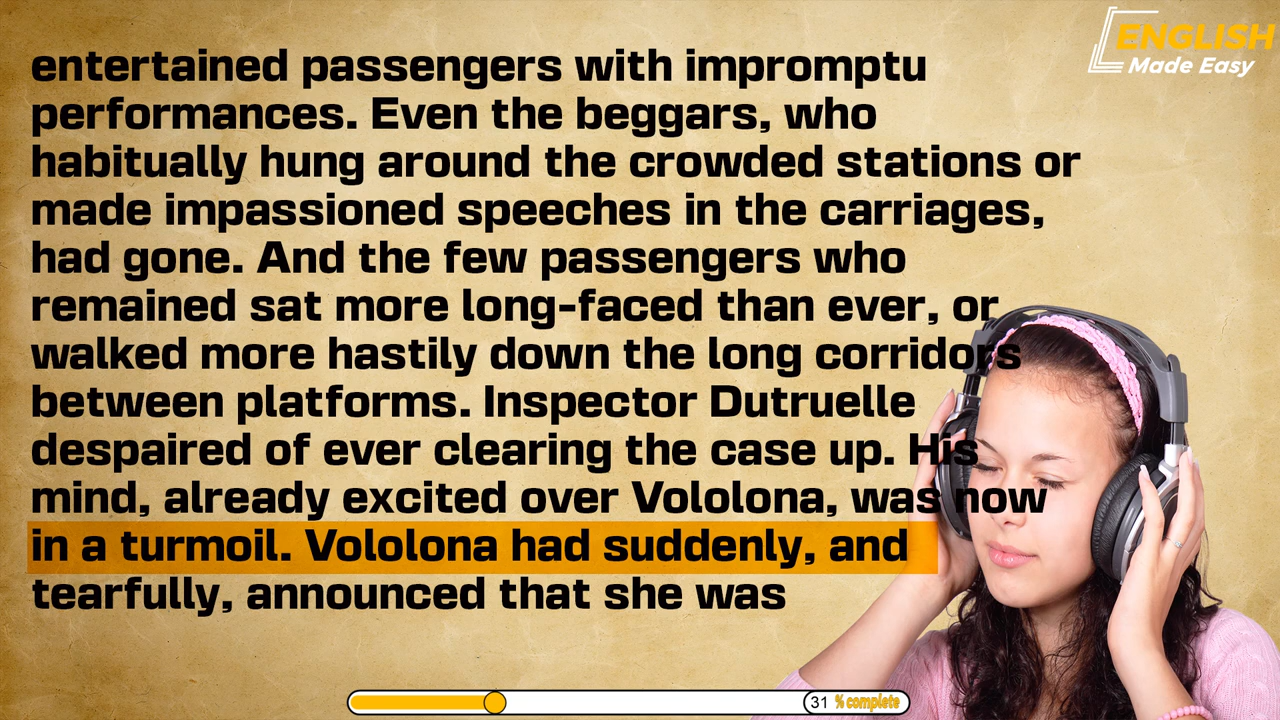 ENGLISH
Made Easy
entertained passengers with impromptu
performances. Even the beggars, who
habitually hung around the crowded stations or
made impassioned speeches in the carriages,
had gone. And the few passengers who
remained sat more long-faced than ever, or
walked more hastily down the long corridors
between platforms. Inspector Dutruelle
despaired of ever clearing the case up. His
mind, already excited over Vololona, was now
in a turmoil. Vololona had suddenly, and
tearfully, announced that she was
31 % complete